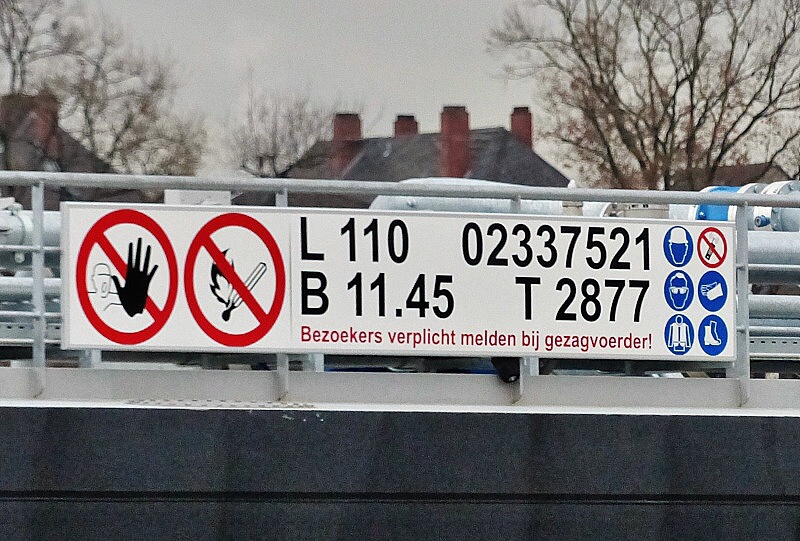 L 110 02337521
B 11.45 T 2877
Bezoekers verplicht melden bij gezagvoerder!